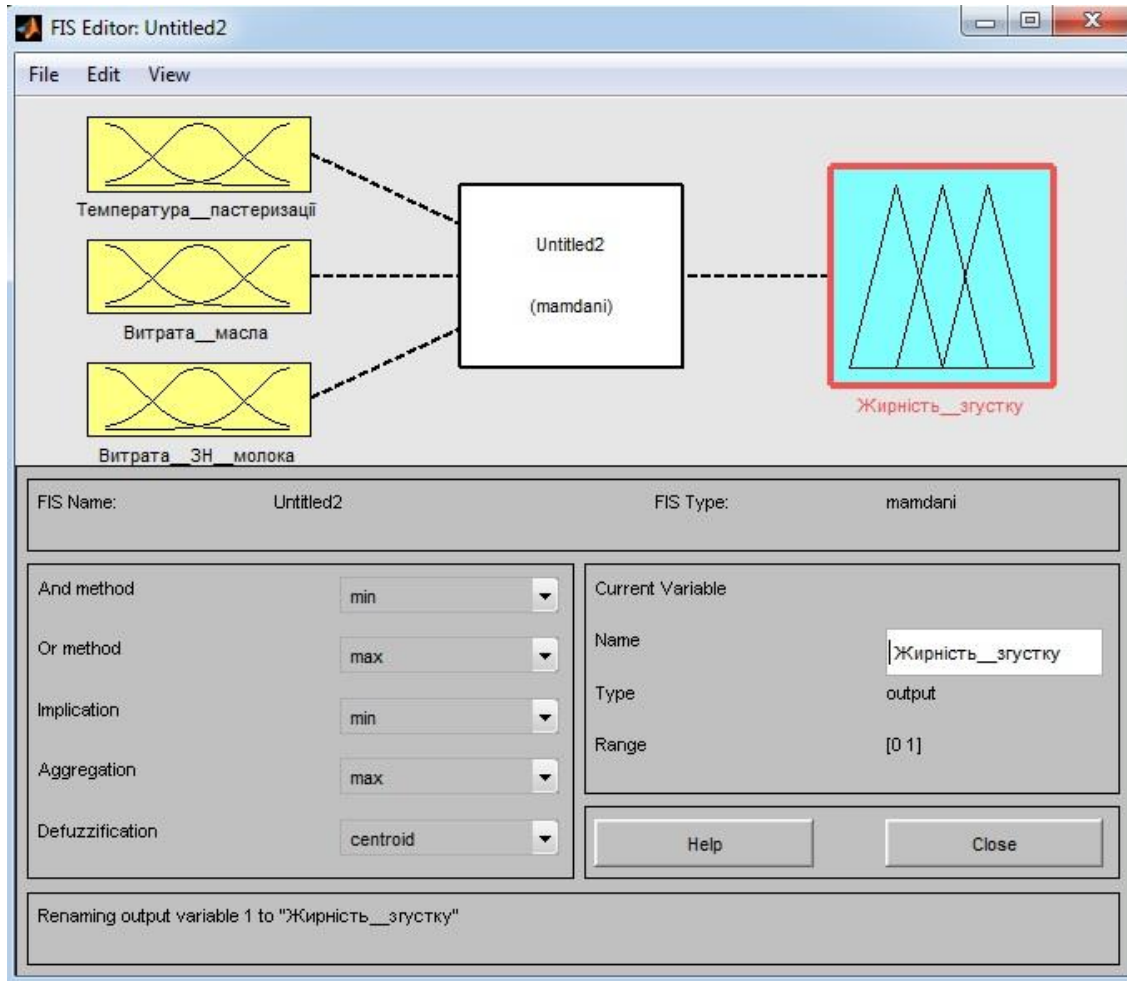 FIS Editor: Untitled2
File Edit View
Температура__пастеризації
Витрата__масла
Витрата__ЗН__молока
Untitled2
(mamdani)
Жирність__згустку
FIS Name: Untitled2 FIS Type: mamdani
And method min
Or method max
Implication min
Aggregation max
Defuzzification centroid
Current Variable
Name Жирність__згустку
Type output
Range [0 1]
Help Close
Renaming output variable 1 to "Жирність__згустку"